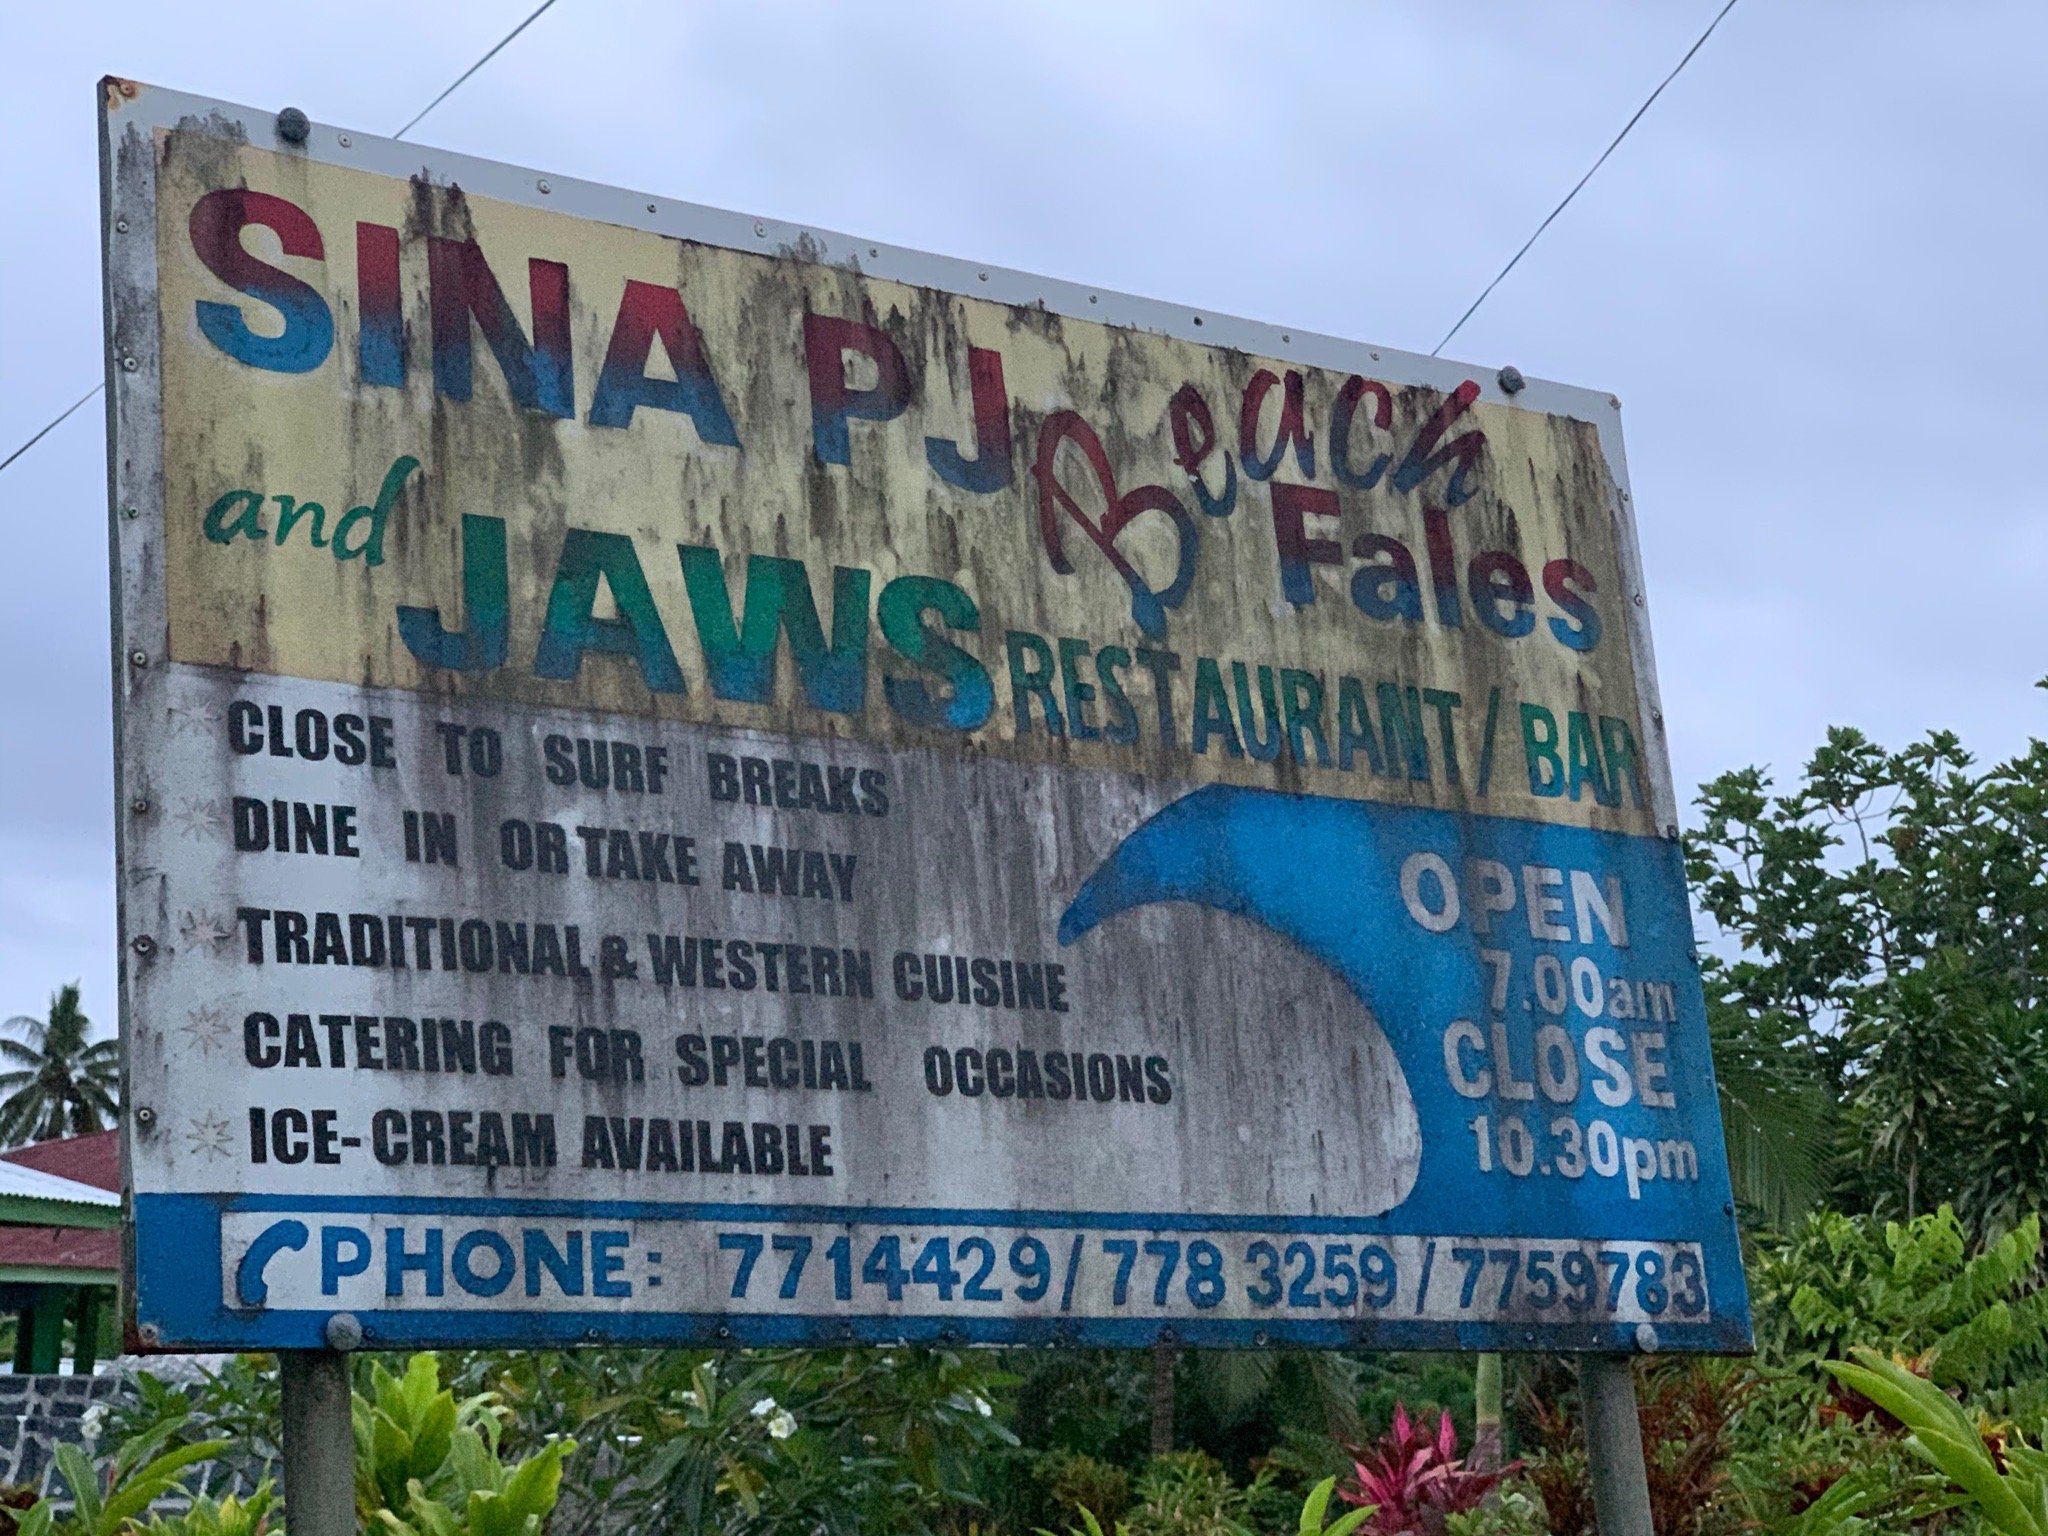 SINA PJ Beach Fales
and JAWS RESTAURANT / BAR
CLOSE TO SURF BREAKS
DINE IN OR TAKE AWAY
TRADITIONAL & WESTERN CUISINE
CATERING FOR SPECIAL OCCASIONS
ICE-CREAM AVAILABLE
OPEN
7.00am
CLOSE
10.30pm
PHONE: 7714429 / 778 3259 / 7759783